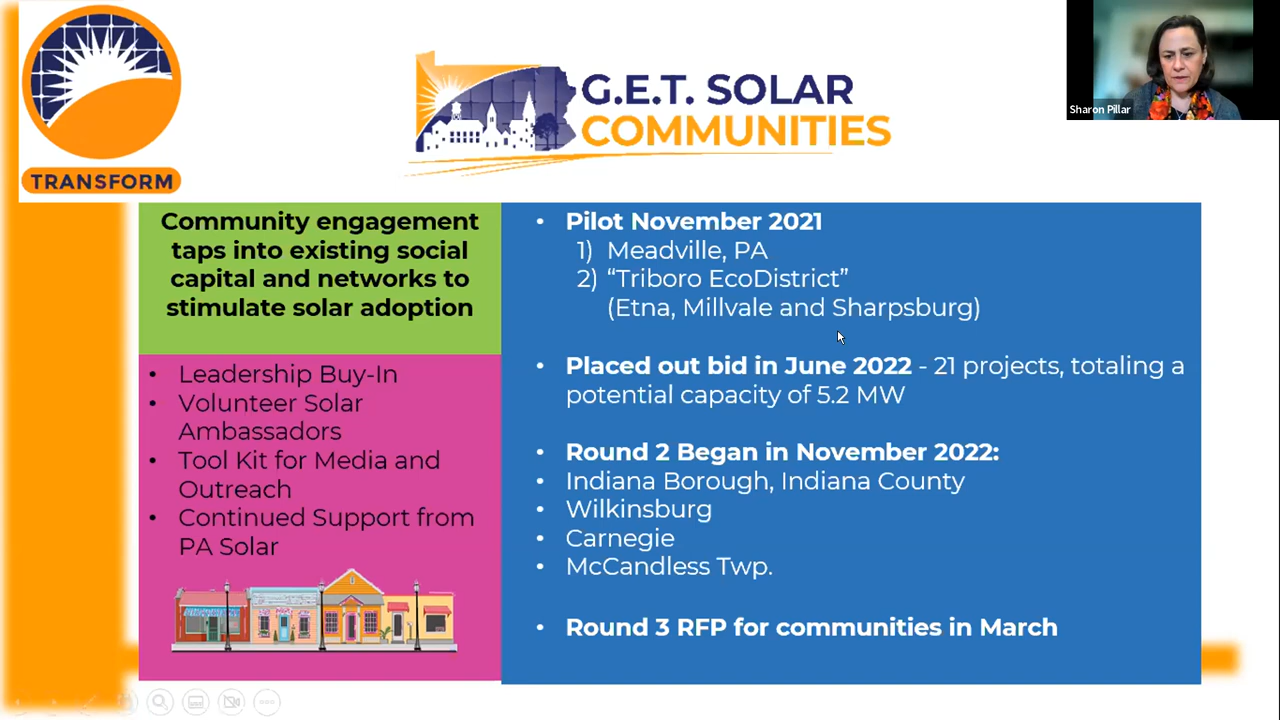 TRANSFORM
G.E.T. SOLAR
COMMUNITIES
Sharon Pillar
Community engagement
taps into existing social
capital and networks to
stimulate solar adoption
• Leadership Buy-In
• Volunteer Solar
Ambassadors
• Tool Kit for Media and
Outreach
• Continued Support from
PA Solar
• Pilot November 2021
1) Meadville, PA
2) “Triboro EcoDistrict”
(Etna, Millvale and Sharpsburg)
• Placed out bid in June 2022 - 21 projects, totaling a
potential capacity of 5.2 MW
• Round 2 Began in November 2022:
• Indiana Borough, Indiana County
• Wilkinsburg
• Carnegie
• McCandless Twp.
• Round 3 RFP for communities in March